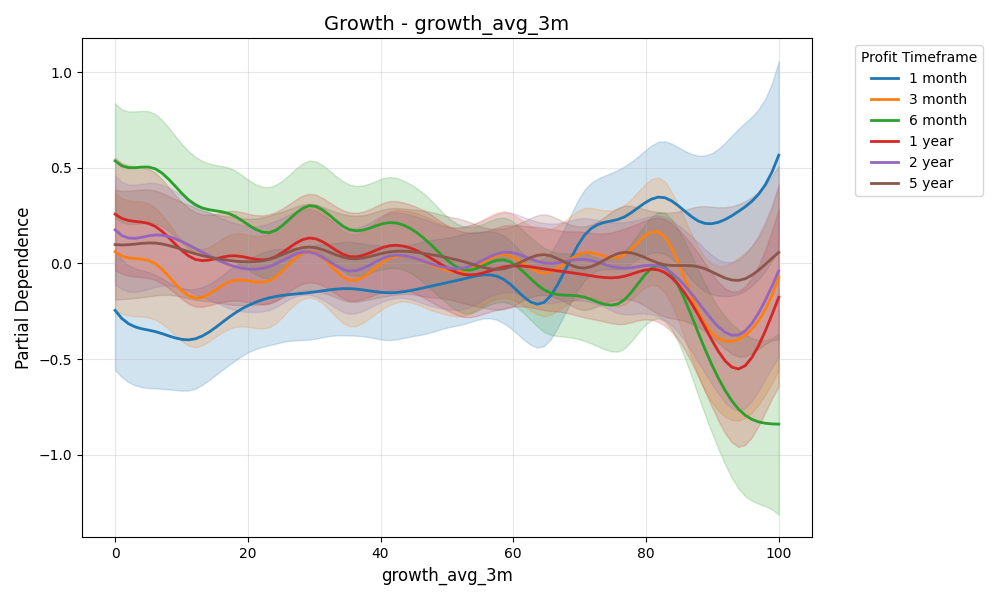 Growth - growth_avg_3m
Profit Timeframe
1 month
3 month
6 month
1 year
2 year
5 year
Partial Dependence
1.0
0.5
0.0
−0.5
−1.0
0
20
40
60
80
100
growth_avg_3m